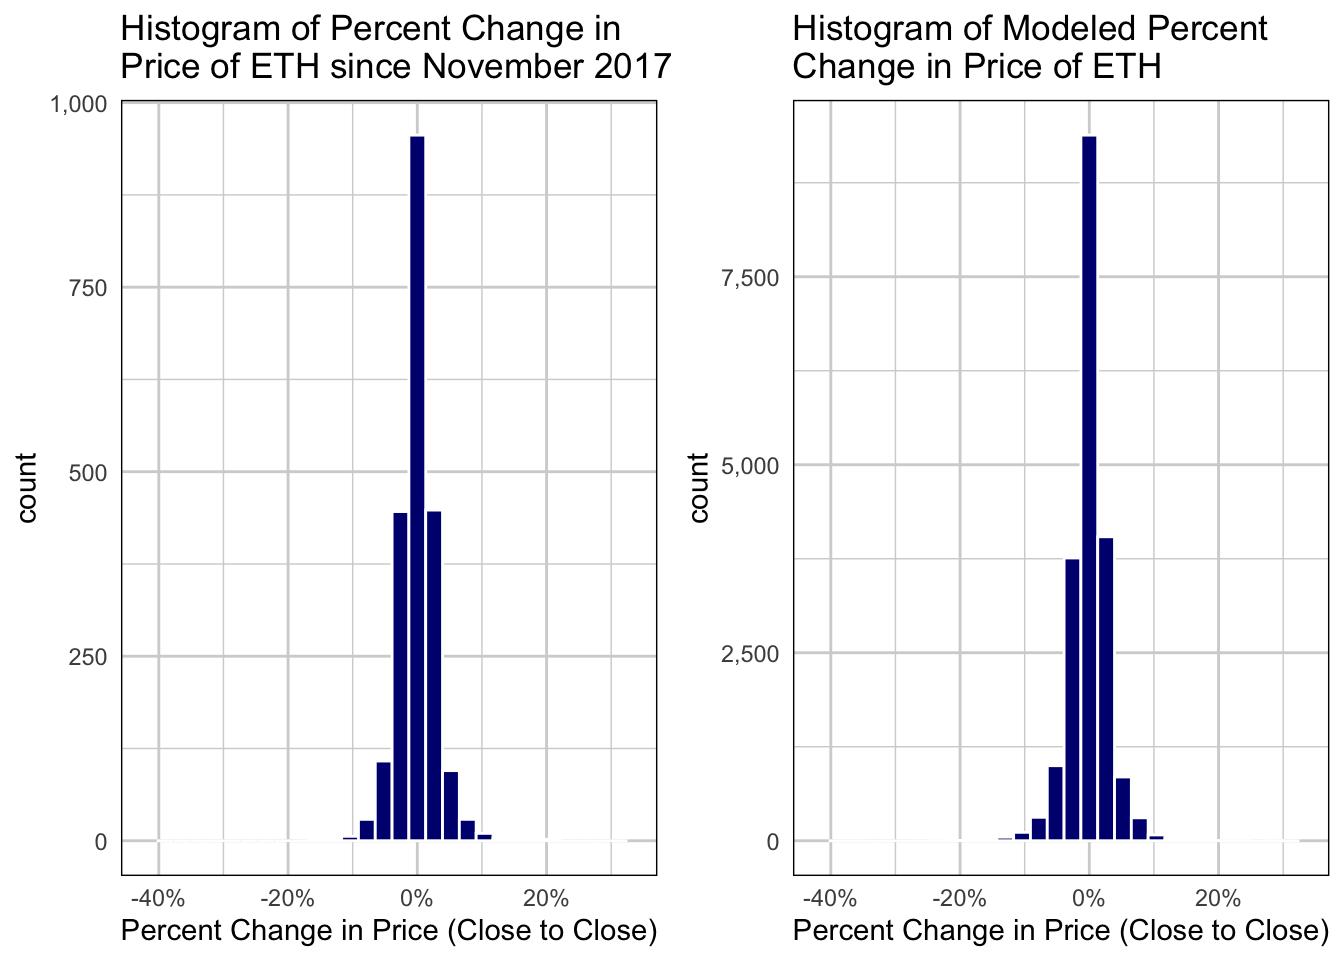 Histogram of Percent Change in
Price of ETH since November 2017
1,000
750
500
250
0
count
-40%
-20%
0%
20%
Percent Change in Price (Close to Close)
Histogram of Modeled Percent
Change in Price of ETH
7,500
5,000
2,500
0
count
-40%
-20%
0%
20%
Percent Change in Price (Close to Close)